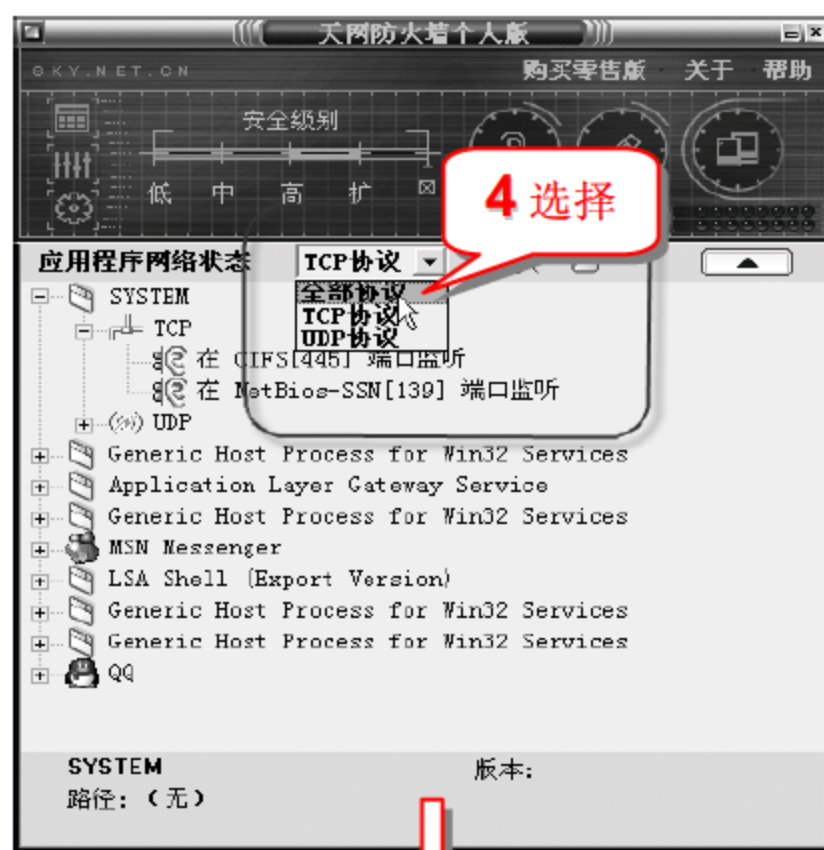 天网防火墙个人版
SKY.NET.CN
购买零售版 关于 帮助
安全级别
低 中 高 扩
4 选择
应用程序网络状态 TCP协议
全部协议
TCP协议
UDP协议
SYSTEM
TCP
在 CIFS[445] 端口监听
在 NetBios-SSN[139] 端口监听
UDP
Generic Host Process for Win32 Services
Application Layer Gateway Service
Generic Host Process for Win32 Services
MSN Messenger
LSA Shell (Export Version)
Generic Host Process for Win32 Services
Generic Host Process for Win32 Services
QQ
SYSTEM 版本:
路径: (无)